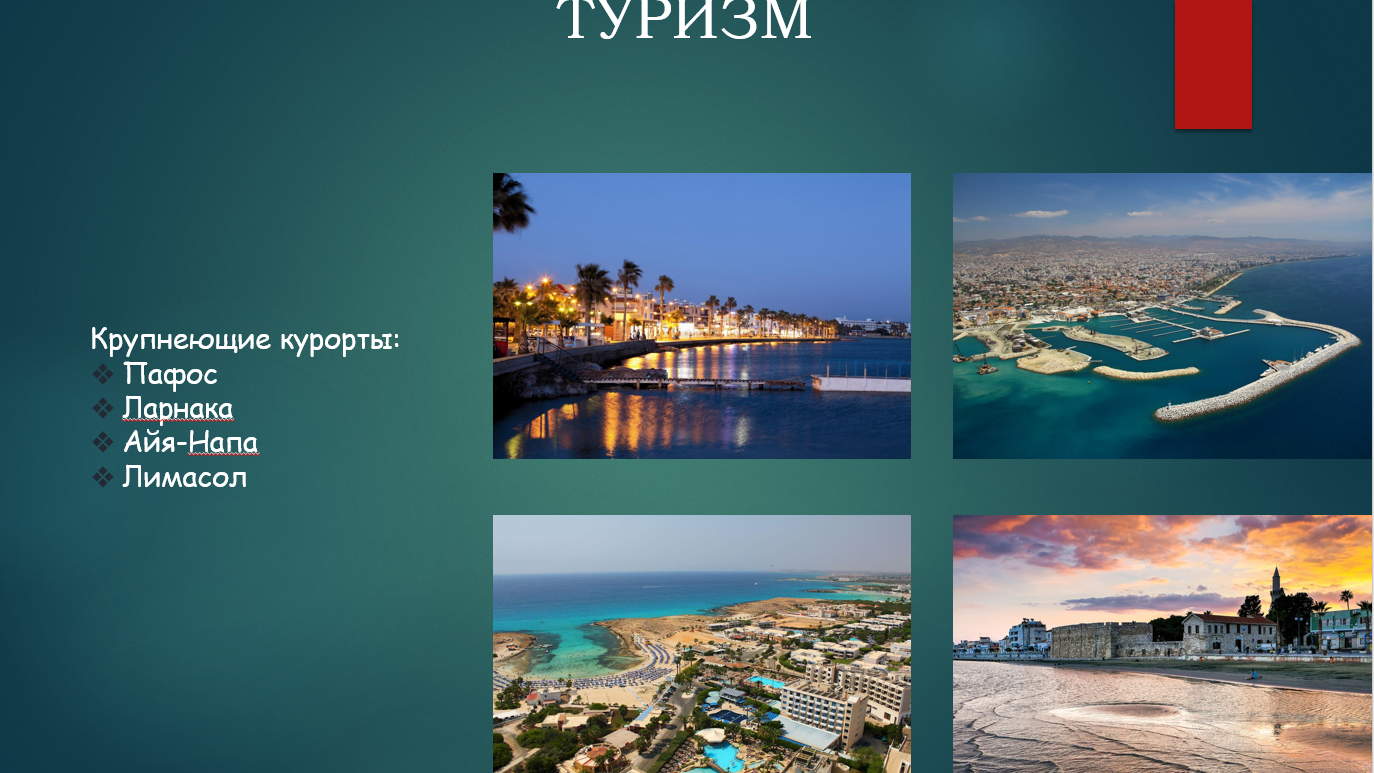 ТУРИЗМ
Крупнеющие курорты:
Пафос
Ларнака
Айя-Напа
Лимасол